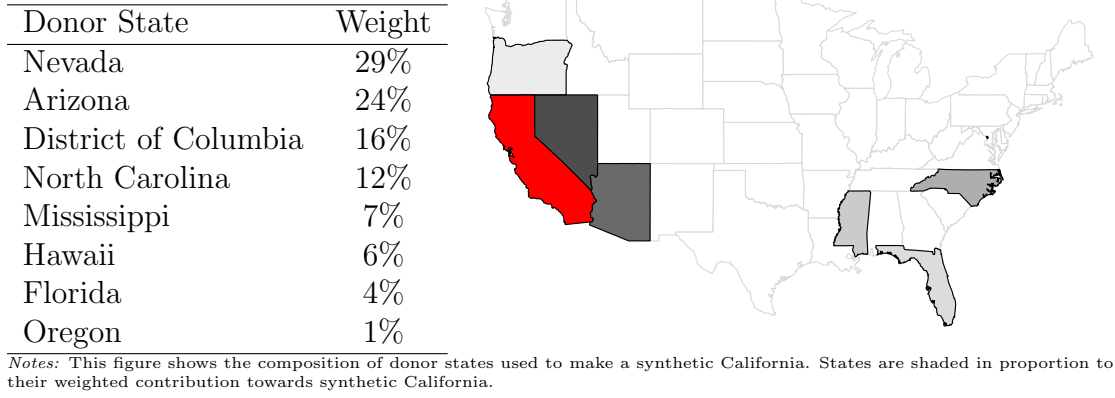 Donor State Weight
Nevada 29%
Arizona 24%
District of Columbia 16%
North Carolina 12%
Mississippi 7%
Hawaii 6%
Florida 4%
Oregon 1%
Notes: This figure shows the composition of donor states used to make a synthetic California. States are shaded in proportion to
their weighted contribution towards synthetic California.